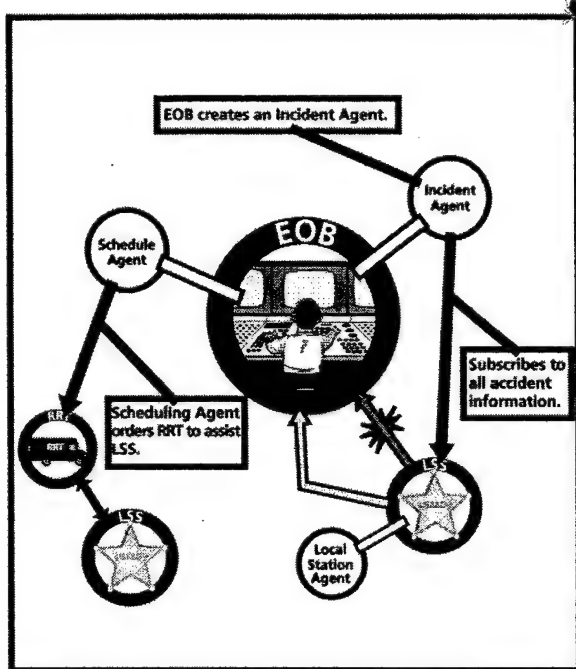 EOB creates an Incident Agent.
Incident
Agent
Schedule
Agent
EOB
Subscribes to
all accident
information.
Scheduling Agent
orders RRT to assist
LSS.
RRT
LSS
LSS
Local
Station
Agent